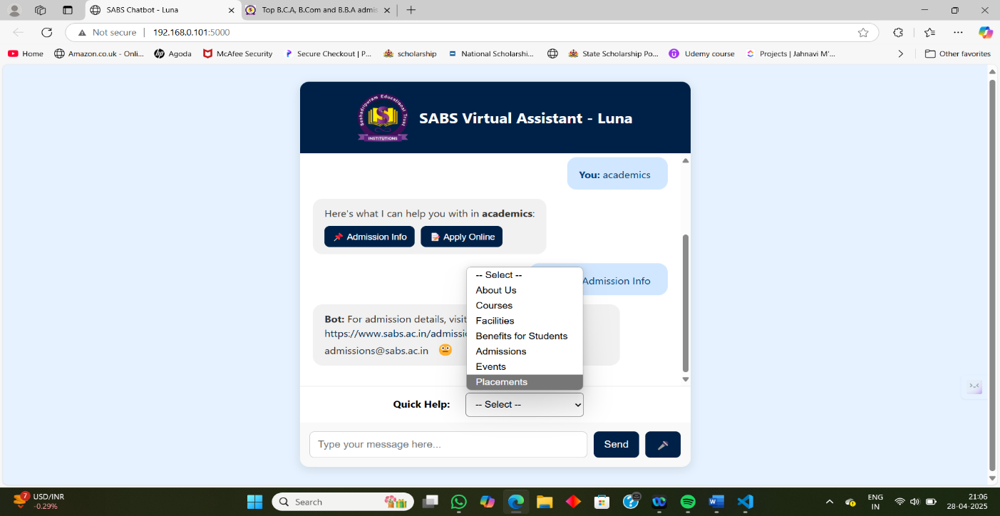 SABS Chatbot - Luna
Top B.C.A, B.Com and B.B.A admis
Not secure
192.168.0.101:5000
Home
Amazon.co.uk - Onli...
Agoda
McAfee Security
Secure Checkout | P...
scholarship
National Scholarshi...
State Scholarship Po...
Udemy course
Projects | Jahnavi M'...
Other favorites
Seshadripuram Educational Trust
INSTITUTIONS
SABS Virtual Assistant - Luna
You: academics
Here's what I can help you with in academics:
Admission Info
Apply Online
Admission Info
Bot: For admission details, visit
https://www.sabs.ac.in/admissio
admissions@sabs.ac.in
-- Select --
About Us
Courses
Facilities
Benefits for Students
Admissions
Events
Placements
Quick Help:
-- Select --
Type your message here...
Send
7
USD/INR
-0.29%
Search
ENG
IN
21:06
28-04-2025